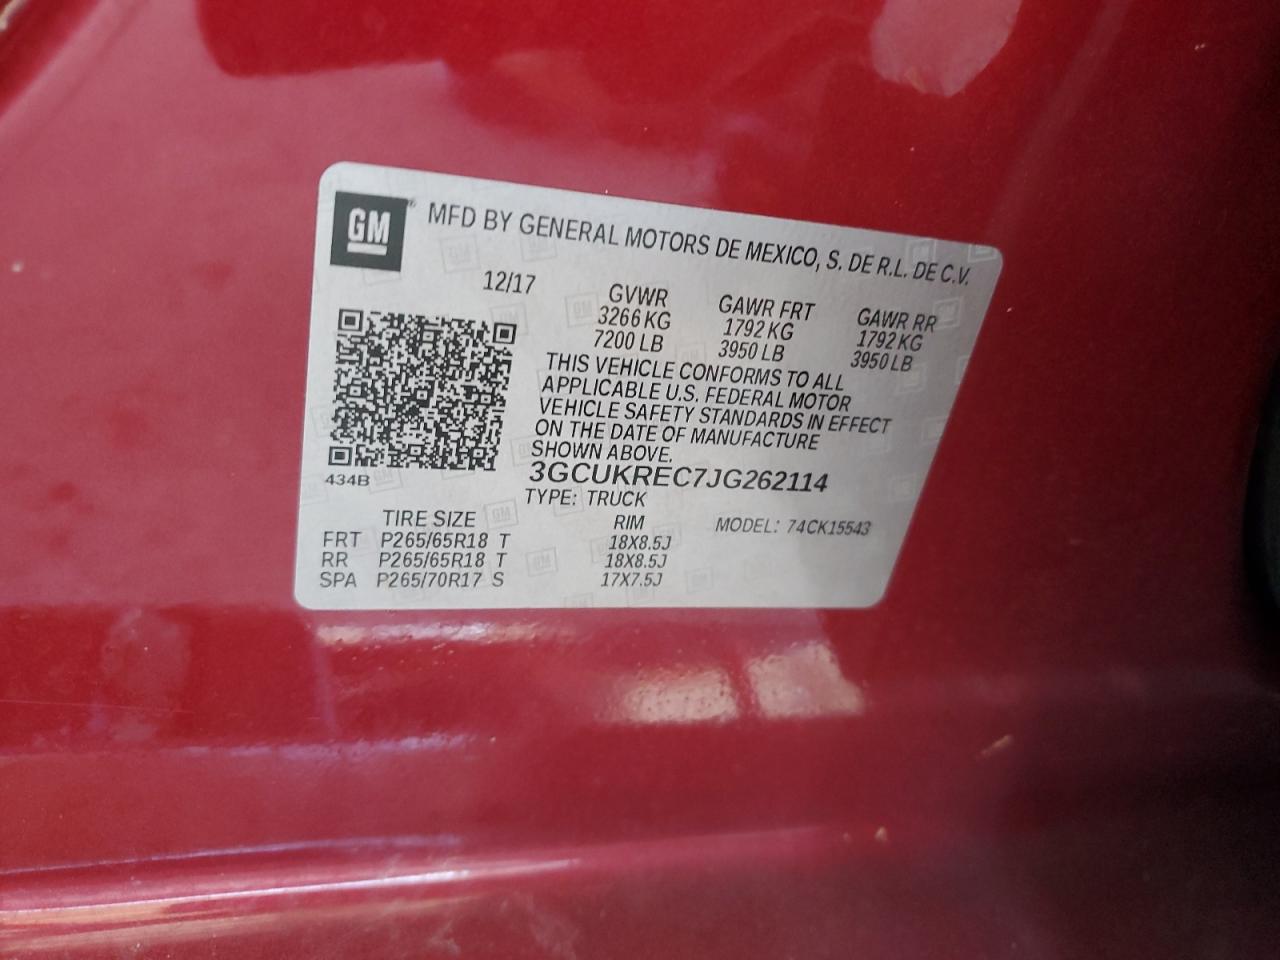 GM ® MFD BY GENERAL MOTORS DE MEXICO, S. DE R.L. DE C.V.
12/17 GVWR GAWR FRT GAWR RR
3266 KG 1792 KG 1792 KG
7200 LB 3950 LB 3950 LB
THIS VEHICLE CONFORMS TO ALL
APPLICABLE U.S. FEDERAL MOTOR
VEHICLE SAFETY STANDARDS IN EFFECT
ON THE DATE OF MANUFACTURE
SHOWN ABOVE.
434B 3GCUKREC7JG262114
TYPE: TRUCK
TIRE SIZE RIM MODEL: 74CK15543
FRT P265/65R18 T 18X8.5J
RR P265/65R18 T 18X8.5J
SPA P265/70R17 S 17X7.5J